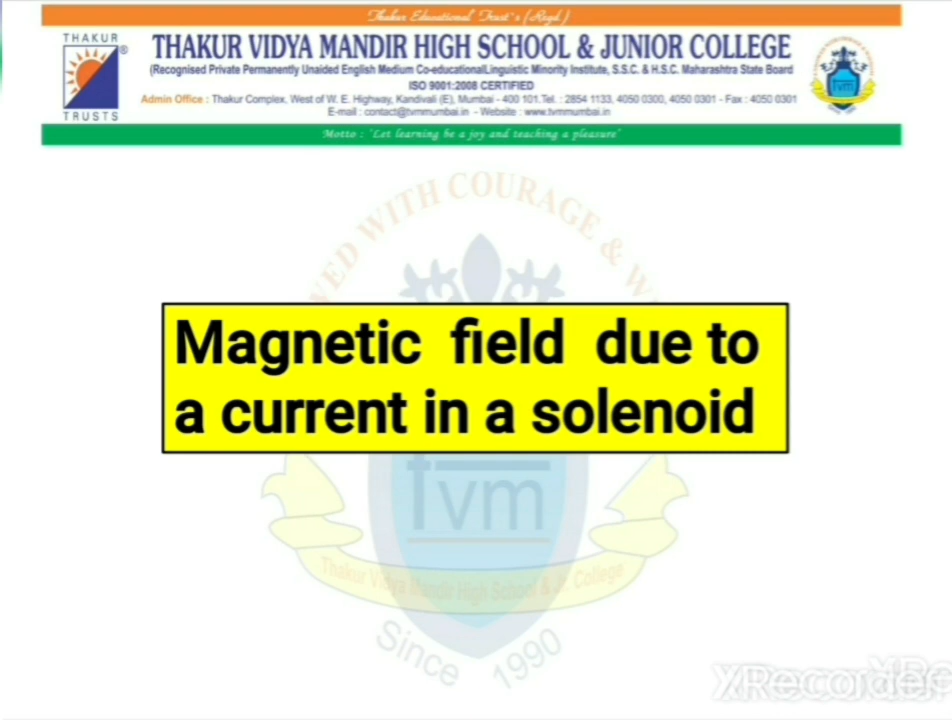 Thakur Educational Trust's (Regd.)
THAKUR
TRUSTS
THAKUR VIDYA MANDIR HIGH SCHOOL & JUNIOR COLLEGE
(Recognised Private Permanently Unaided English Medium Co-educationalLinguistic Minority Institute, S.S.C. & H.S.C. Maharashtra State Board
ISO 9001:2008 CERTIFIED
Admin Office : Thakur Complex, West of W. E. Highway, Kandivali (E), Mumbai - 400 101.Tel. : 2854 1133, 4050 0300, 4050 0301 - Fax : 4050 0301
E-mail : contact@tvmmumbai.in - Website : www.tvmmumbai.in
tvm
Motto : "Let learning be a joy and teaching a pleasure"
WITH COURAGE &
Magnetic field due to
a current in a solenoid
tvm
Thakur Vidya Mandir High School & Jr. College
Since 1990
XRecorder